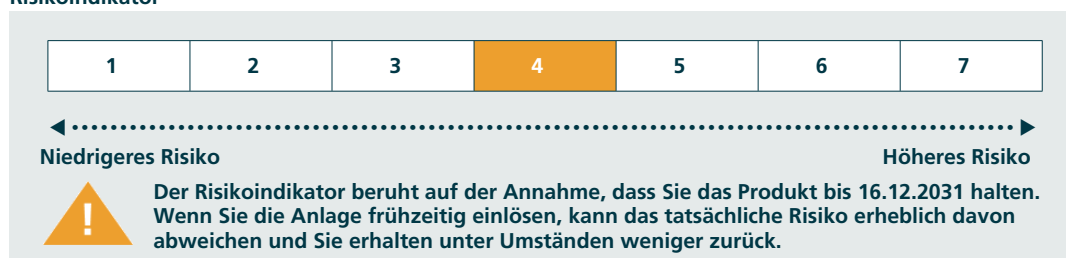 Risikoindikator
1 2 3 4 5 6 7
Niedrigeres Risiko Höheres Risiko
!
Der Risikoindikator beruht auf der Annahme, dass Sie das Produkt bis 16.12.2031 halten.
Wenn Sie die Anlage frühzeitig einlösen, kann das tatsächliche Risiko erheblich davon
abweichen und Sie erhalten unter Umständen weniger zurück.